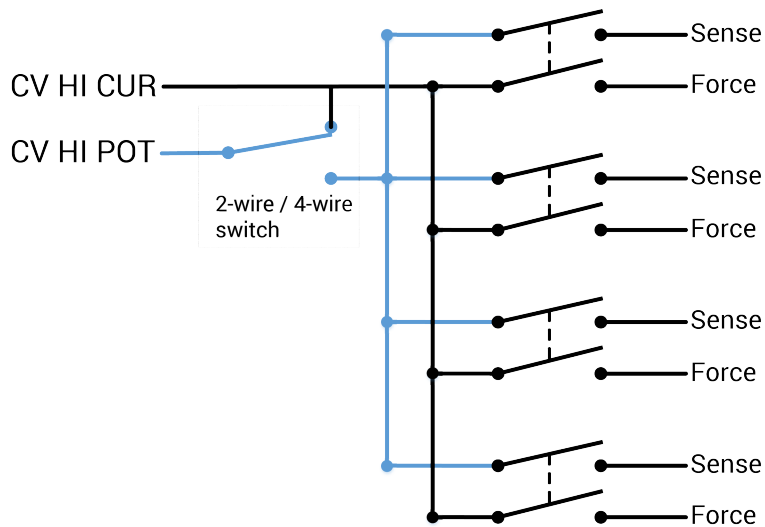 Sense
CV HI CUR
Force
CV HI POT
Sense
2-wire / 4-wire
switch
Force
Sense
Force
Sense
Force